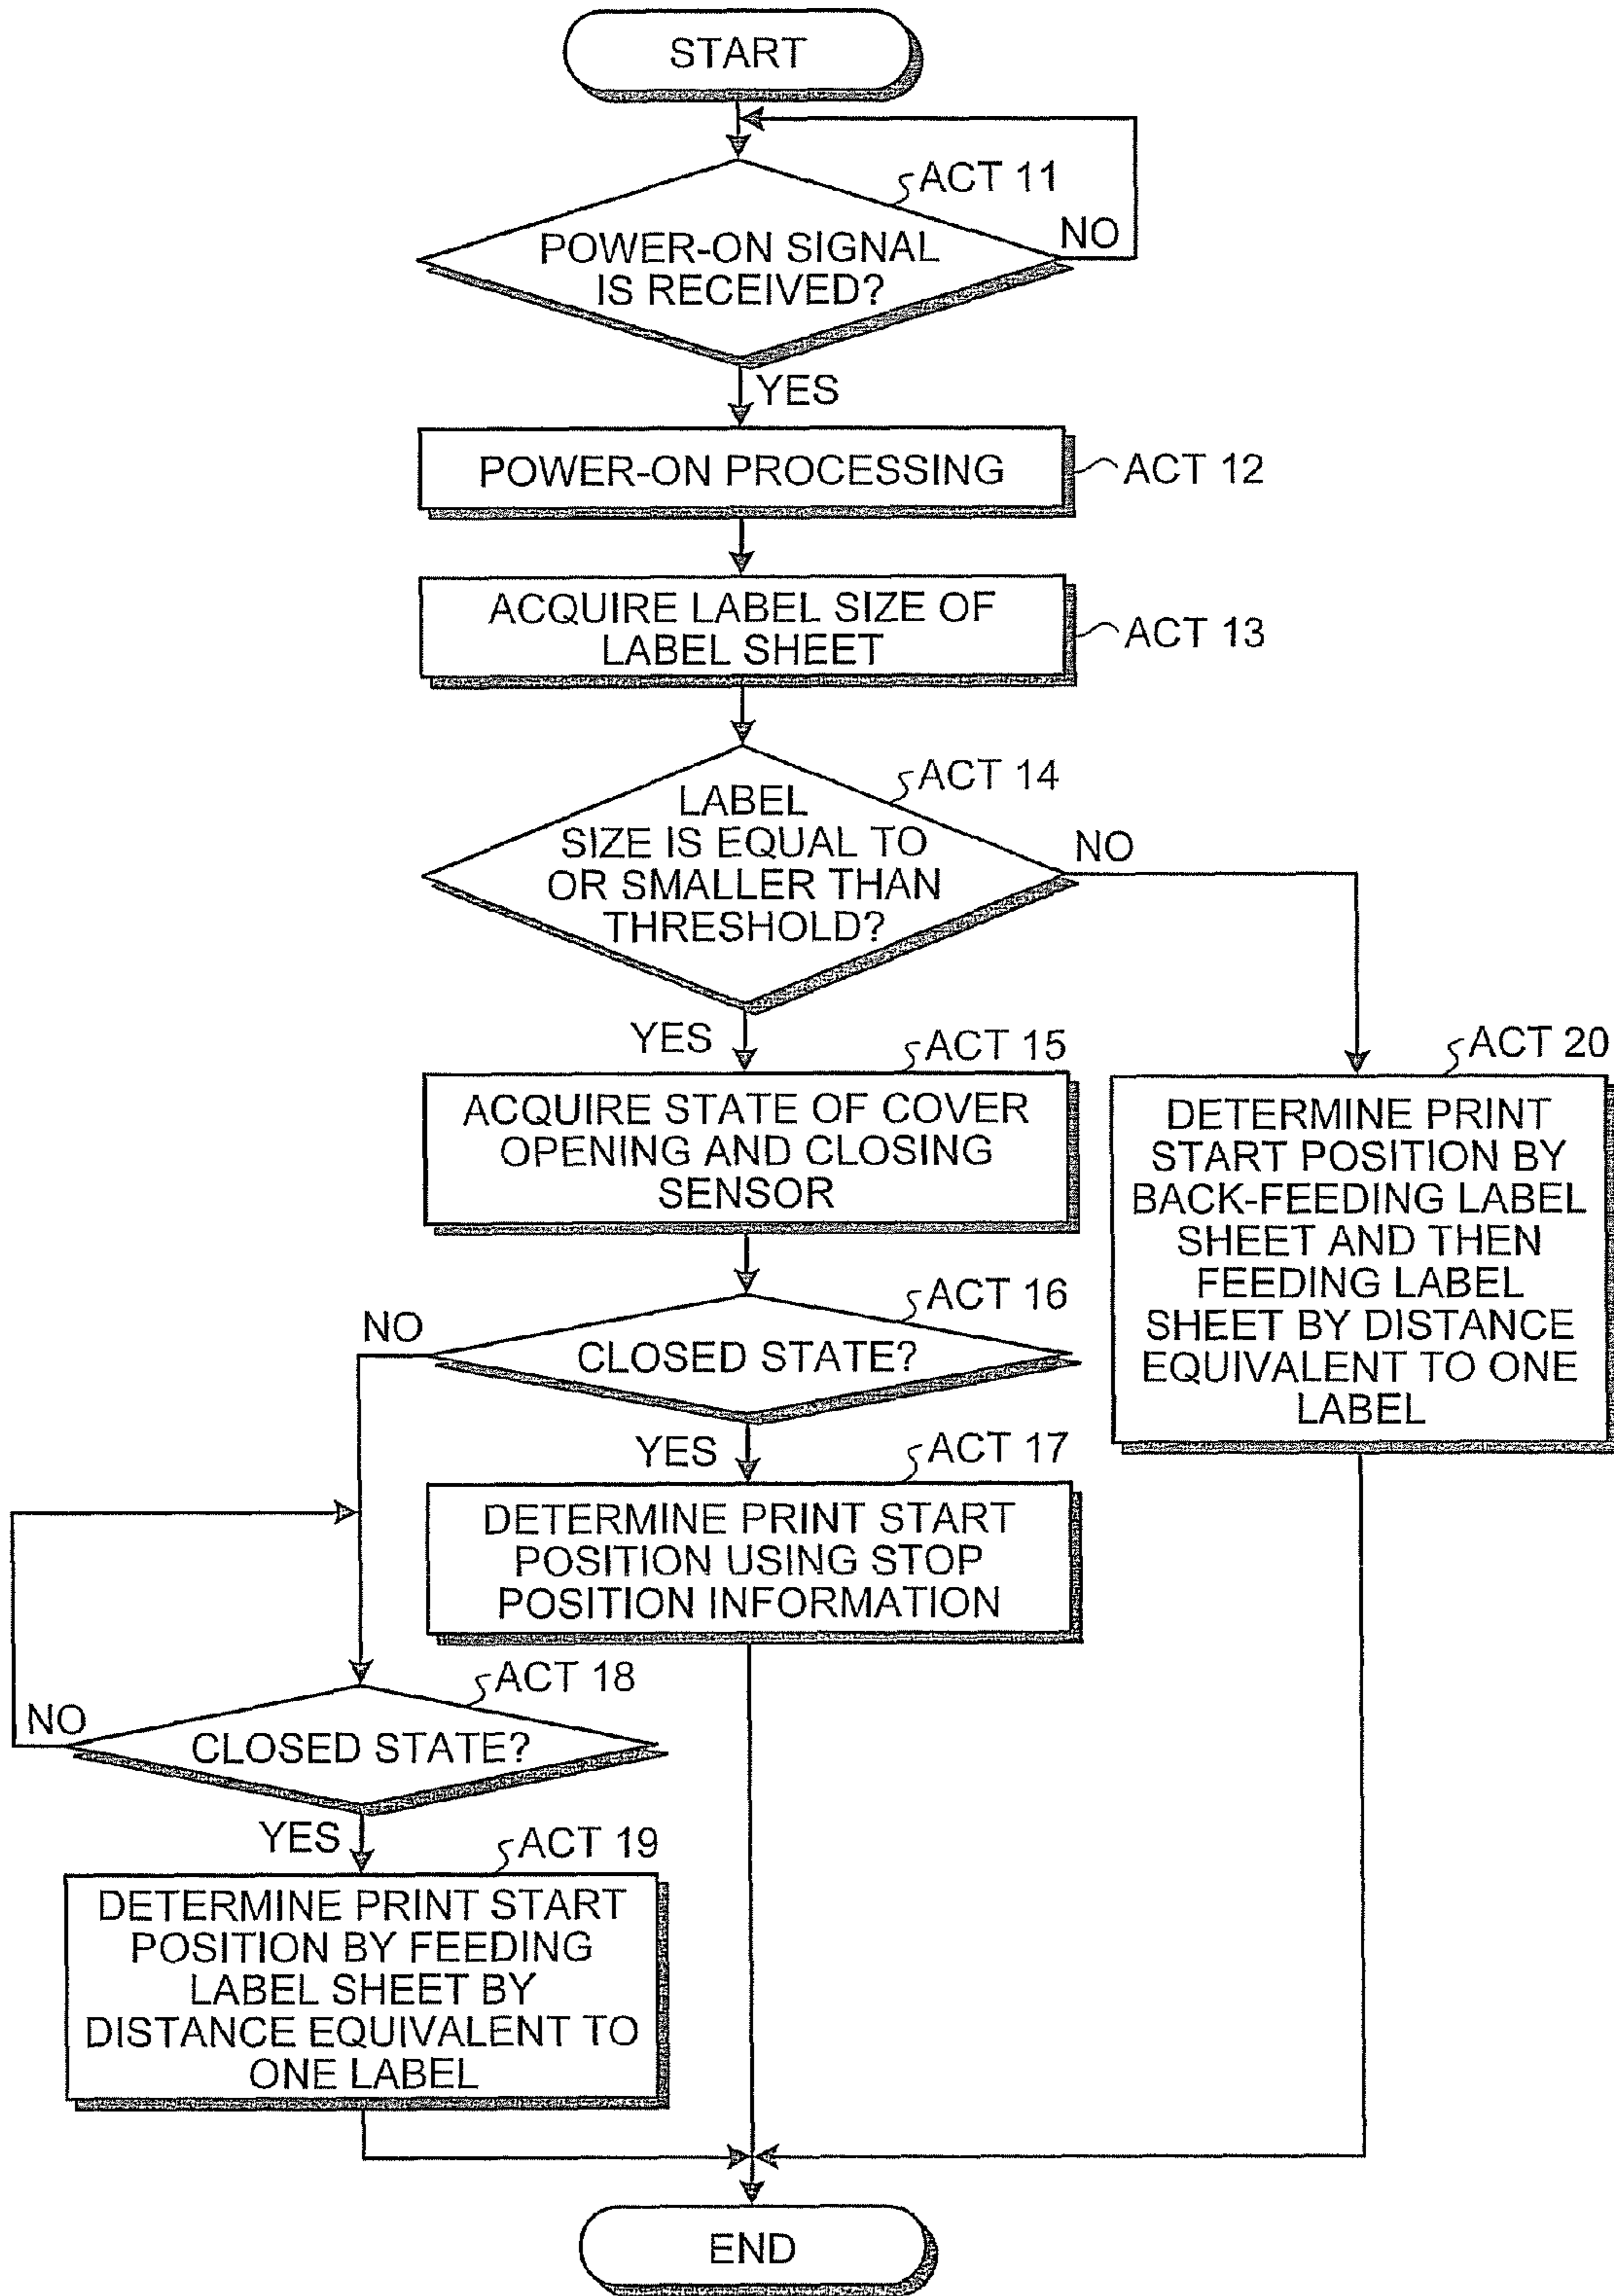 START
ACT 11
POWER-ON SIGNAL
IS RECEIVED?
NO
YES
POWER-ON PROCESSING
ACT 12
ACQUIRE LABEL SIZE OF
LABEL SHEET
ACT 13
ACT 14
LABEL
SIZE IS EQUAL TO
OR SMALLER THAN
THRESHOLD?
NO
YES
ACT 15
ACQUIRE STATE OF COVER
OPENING AND CLOSING
SENSOR
ACT 20
DETERMINE PRINT
START POSITION BY
BACK-FEEDING LABEL
SHEET AND THEN
FEEDING LABEL
SHEET BY DISTANCE
EQUIVALENT TO ONE
LABEL
ACT 16
CLOSED STATE?
NO
YES
ACT 17
DETERMINE PRINT START
POSITION USING STOP
POSITION INFORMATION
ACT 18
CLOSED STATE?
NO
YES
ACT 19
DETERMINE PRINT START
POSITION BY FEEDING
LABEL SHEET BY
DISTANCE EQUIVALENT TO
ONE LABEL
END